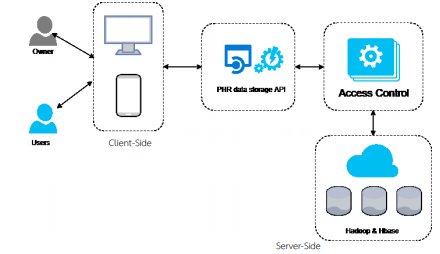 Owner
Users
Client-Side
PHR data storage API
Access Control
Hadoop & Hbase
Server-Side